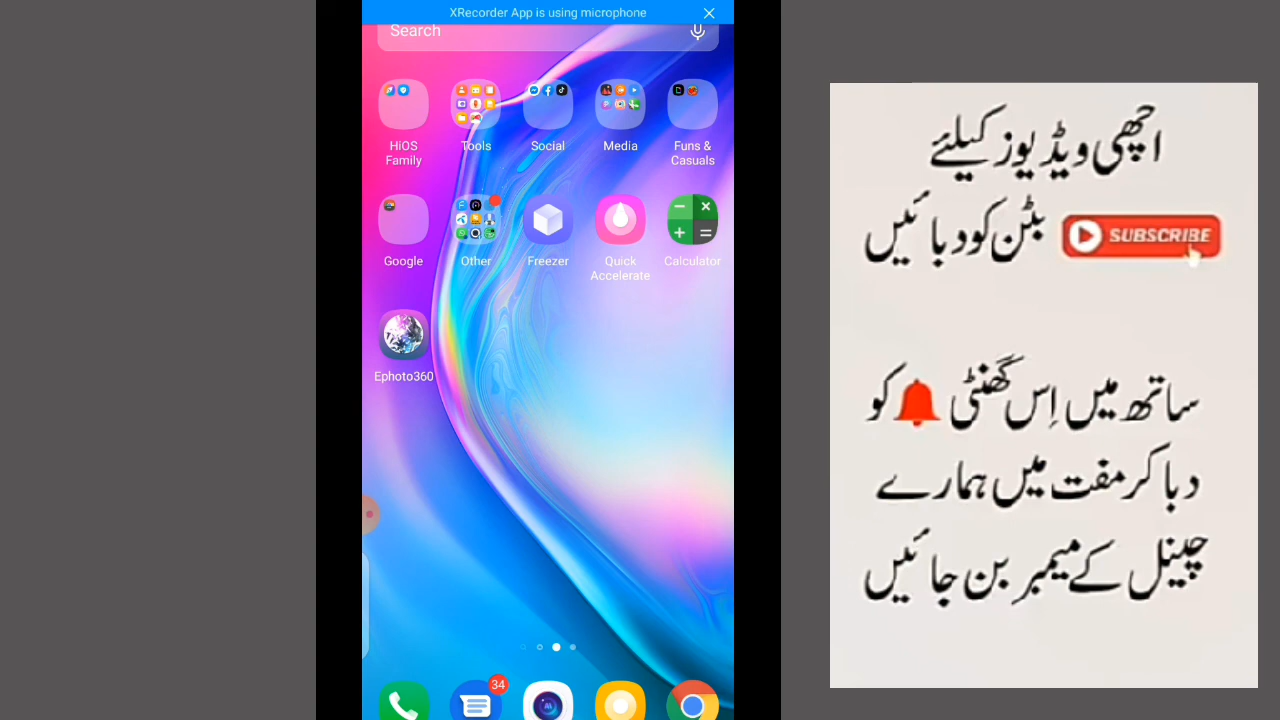 XRecorder App is using microphone
Search
HiOS Family
Tools
Social
Media
Funs & Casuals
Google
Other
Freezer
Quick Accelerate
Calculator
Ephoto360
34
اچھی ویڈیوز کیلئے
SUBSCRIBE بٹن کو دبائیں
ساتھ میں اِس گھنٹی کو
دبا کر مفت میں ہمارے
چینل کے میمبر بن جائیں